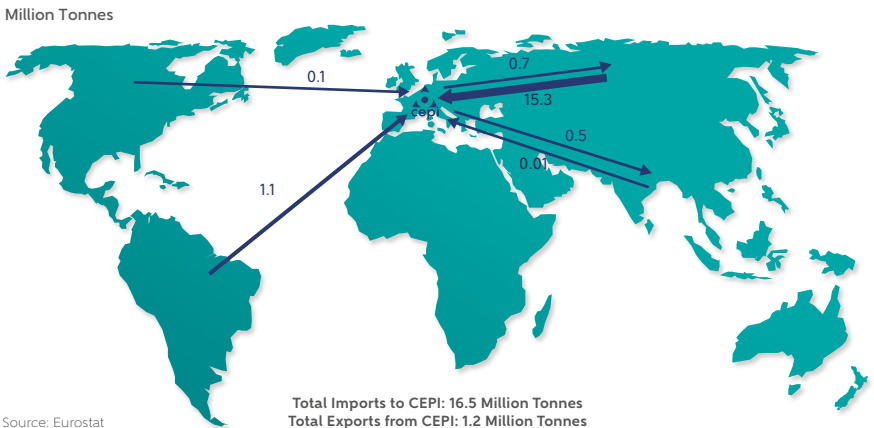 Million Tonnes
0.1
0.7
15.3
cepi
0.5
0.01
1.1
Total Imports to CEPI: 16.5 Million Tonnes
Total Exports from CEPI: 1.2 Million Tonnes
Source: Eurostat